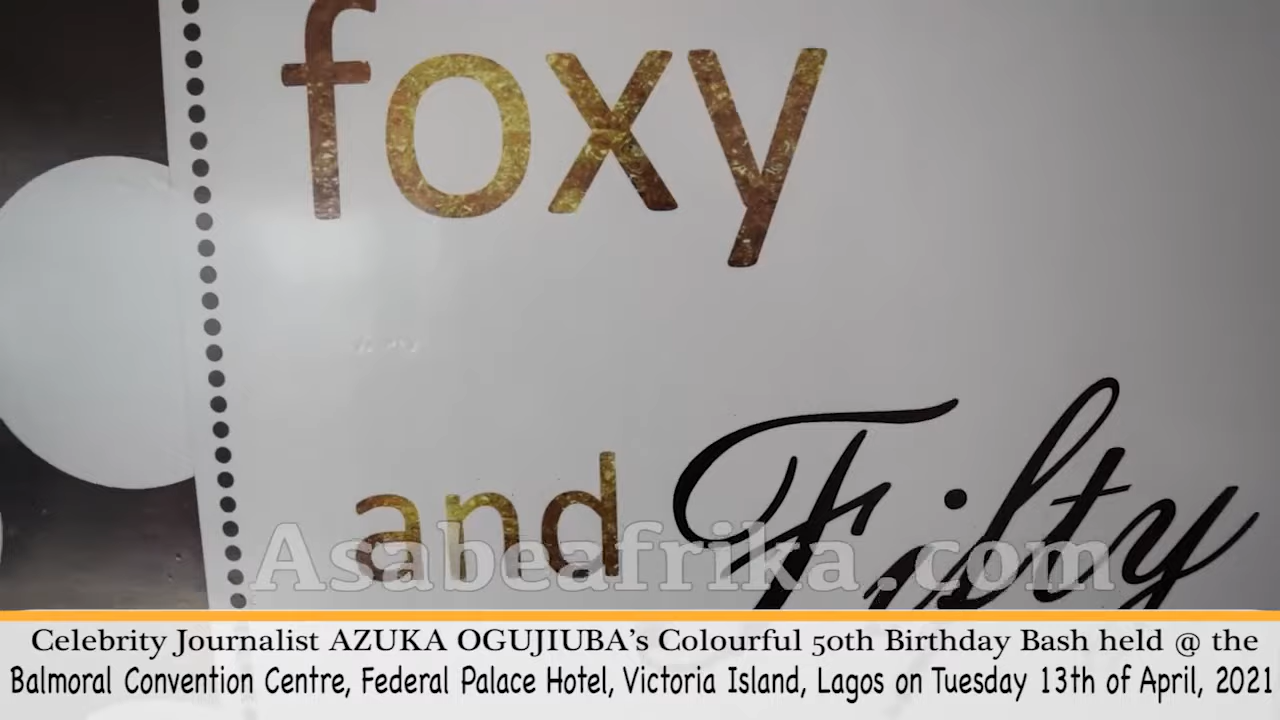 foxy
and Fifty
Asabeafrika.com
Celebrity Journalist AZUKA OGUJIUBA's Colourful 50th Birthday Bash held @ the
Balmoral Convention Centre, Federal Palace Hotel, Victoria Island, Lagos on Tuesday 13th of April, 2021